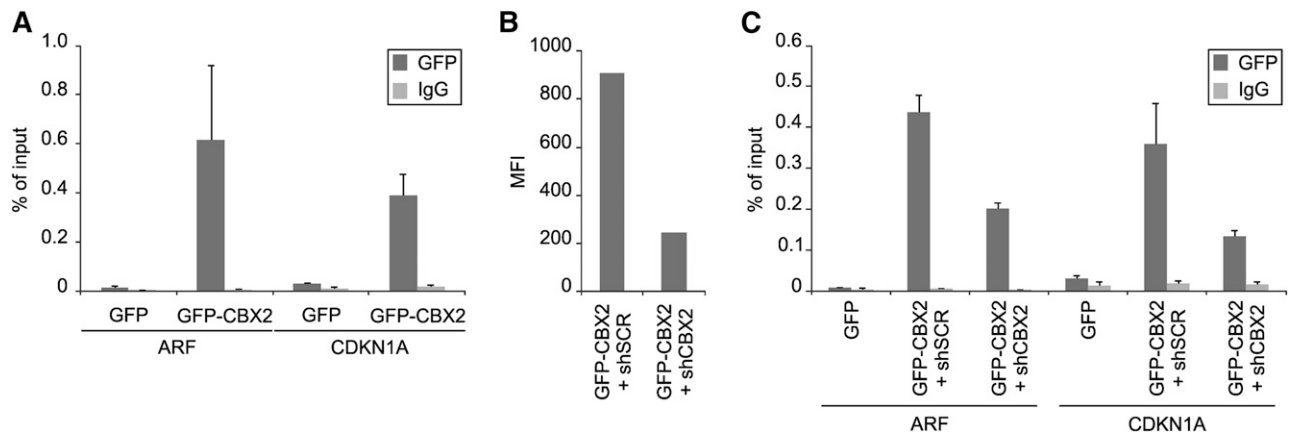 A
% of input
1.0
0.8
0.6
0.4
0.2
0
GFP
IgG
GFP GFP-CBX2 GFP GFP-CBX2
ARF CDKN1A
B
MFI
1000
800
600
400
200
0
GFP-CBX2
+ shSCR
GFP-CBX2
+ shCBX2
C
% of input
0.6
0.5
0.4
0.3
0.2
0.1
0
GFP
IgG
GFP
GFP-CBX2
+ shSCR
GFP-CBX2
+ shCBX2
GFP
GFP-CBX2
+ shSCR
GFP-CBX2
+ shCBX2
ARF CDKN1A